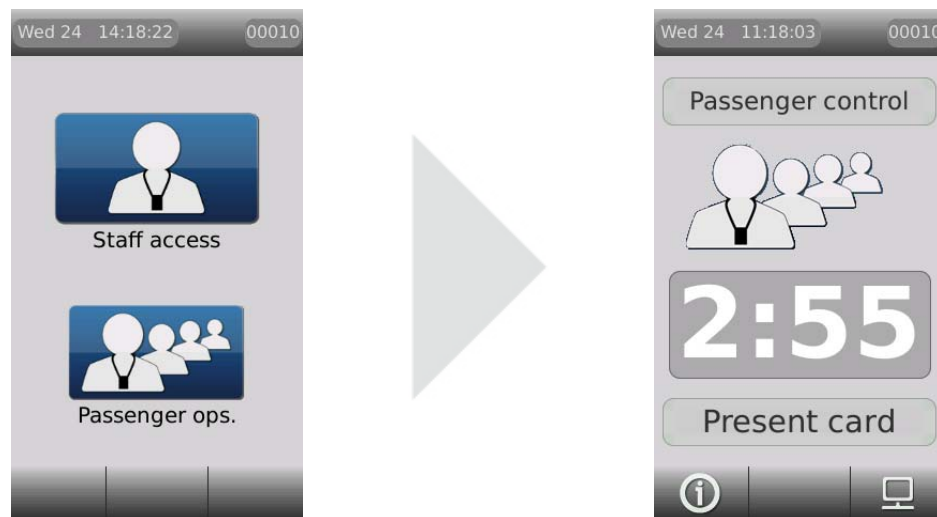 Wed 24 14:18:22 00010
Staff access
Passenger ops.
Wed 24 11:18:03 00010
Passenger control
2:55
Present card